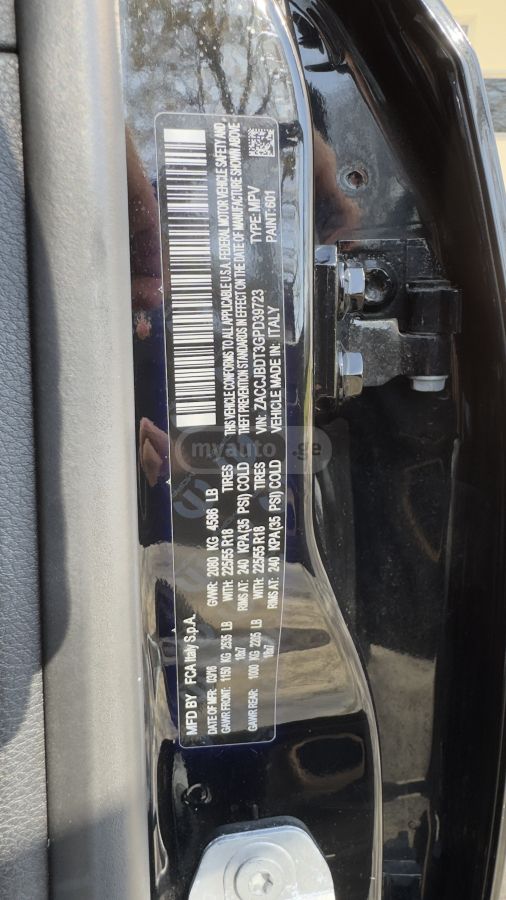 MFD BY FCA Italy S.p.A.
DATE OF MFR: 03/16 GVWR: 2080 KG 4586 LB
GAWR FRONT: 1150 KG 2535 LB WITH: 225/55 R18 TIRES
18x7 RIMS AT: 240 KPA(35 PSI) COLD
GAWR REAR: 1000 KG 2205 LB WITH: 225/55 R18 TIRES
18x7 RIMS AT: 240 KPA(35 PSI) COLD
THIS VEHICLE CONFORMS TO ALL APPLICABLE U.S.A. FEDERAL MOTOR VEHICLE SAFETY AND
THEFT PREVENTION STANDARDS IN EFFECT ON THE DATE OF MANUFACTURE SHOWN ABOVE
VIN: ZACCJBDT3GPD39723 TYPE: MPV
VEHICLE MADE IN: ITALY PAINT: 601
myauto.ge